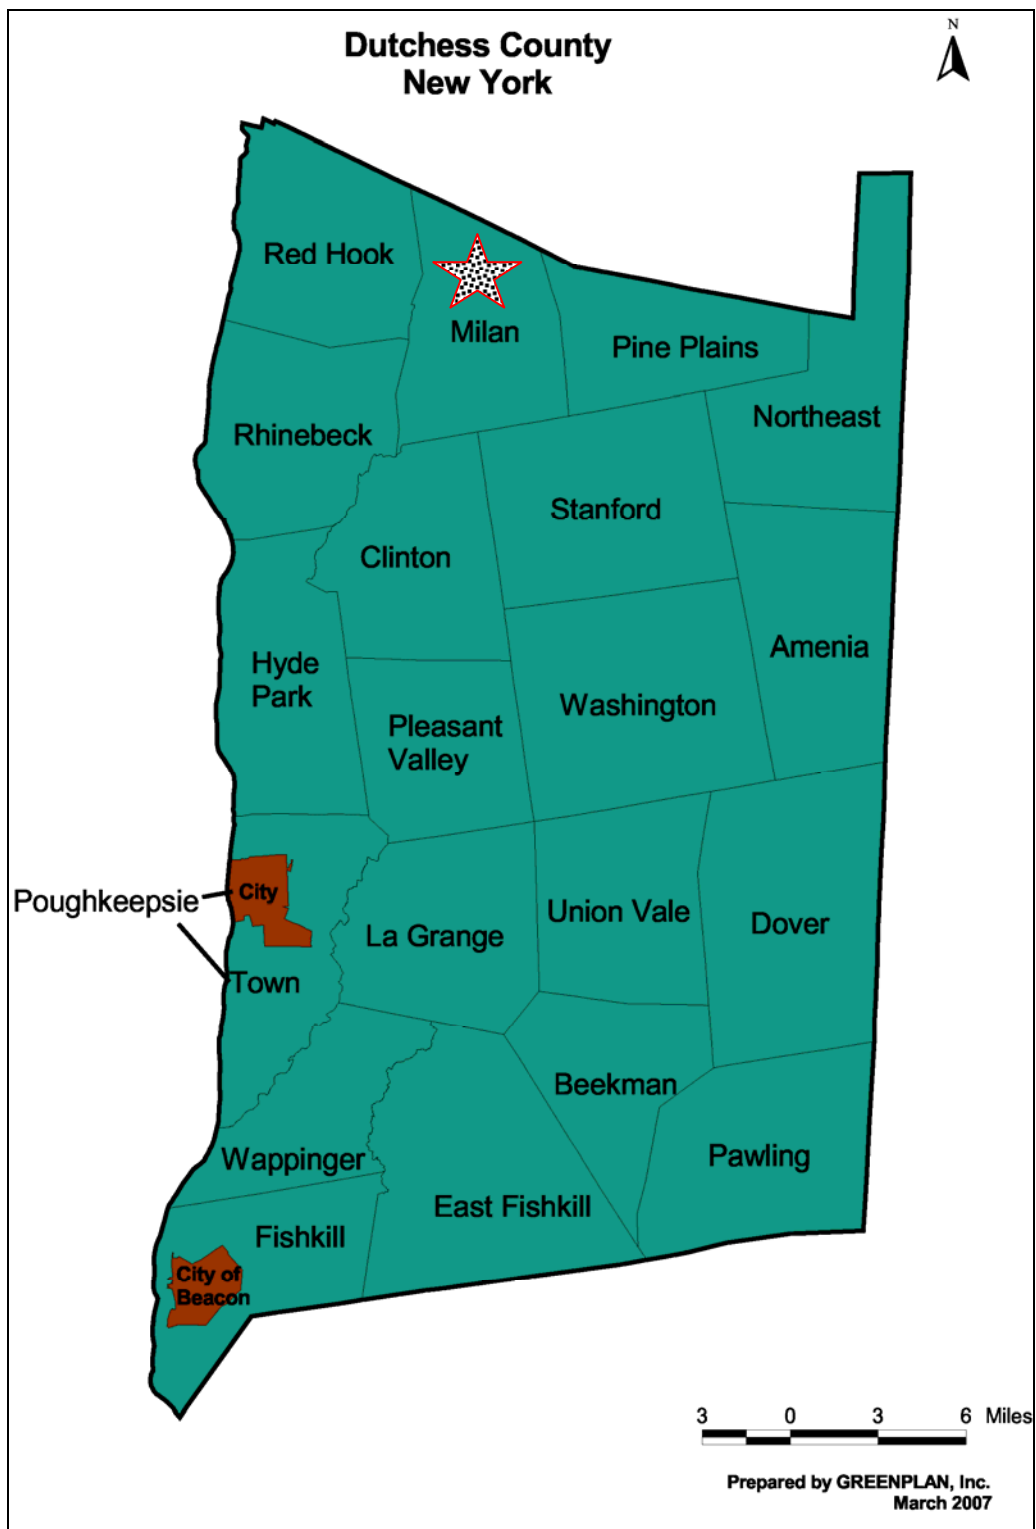 Dutchess County
New York
N
Red Hook
Milan
Pine Plains
Northeast
Rhinebeck
Stanford
Clinton
Amenia
Hyde
Park
Washington
Pleasant
Valley
City
Poughkeepsie
Union Vale
Dover
La Grange
Town
Beekman
Pawling
Wappinger
East Fishkill
Fishkill
City of
Beacon
3 0 3 6 Miles
Prepared by GREENPLAN, Inc.
March 2007